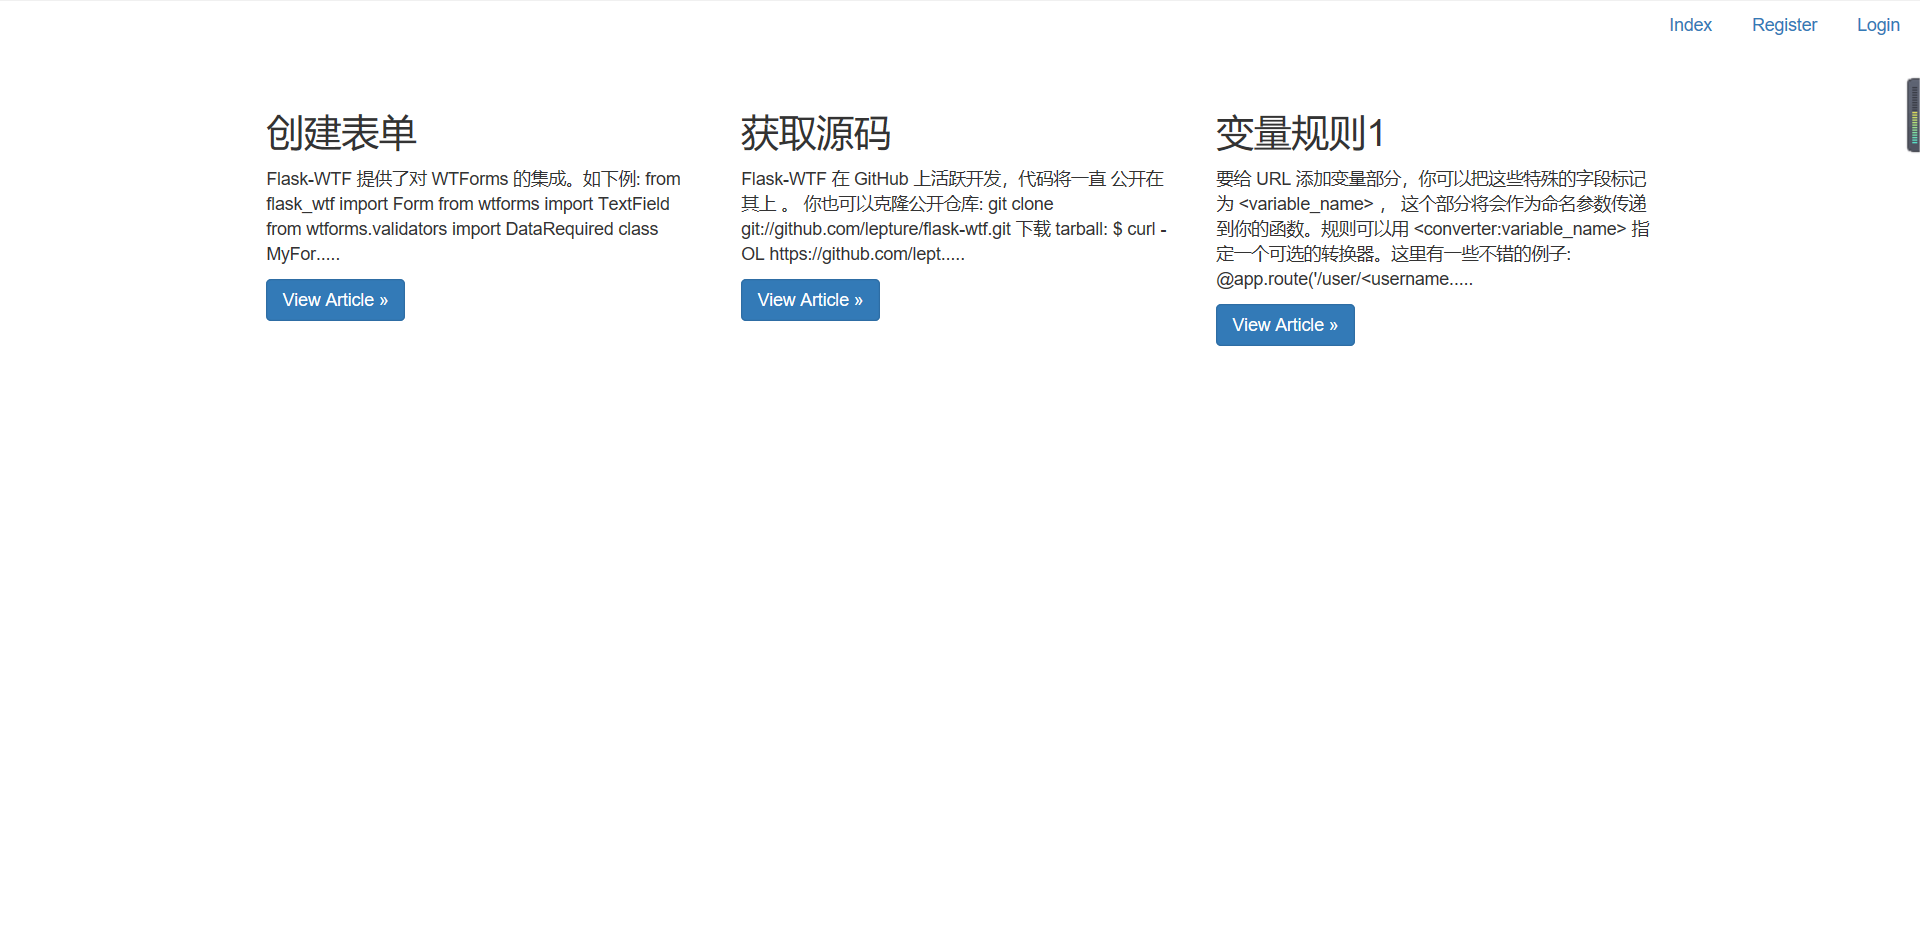 Index Register Login
创建表单
Flask-WTF 提供了对 WTForms 的集成。如下例: from
flask_wtf import Form from wtforms import TextField
from wtforms.validators import DataRequired class
MyFor.....
View Article »
获取源码
Flask-WTF 在 GitHub 上活跃开发，代码将一直 公开在
其上 。 你也可以克隆公开仓库: git clone
git://github.com/lepture/flask-wtf.git 下载 tarball: $ curl -
OL https://github.com/lept.....
View Article »
变量规则1
要给 URL 添加变量部分，你可以把这些特殊的字段标记
为 <variable_name> ， 这个部分将会作为命名参数传递
到你的函数。规则可以用 <converter:variable_name> 指
定一个可选的转换器。这里有一些不错的例子:
@app.route('/user/<username.....
View Article »